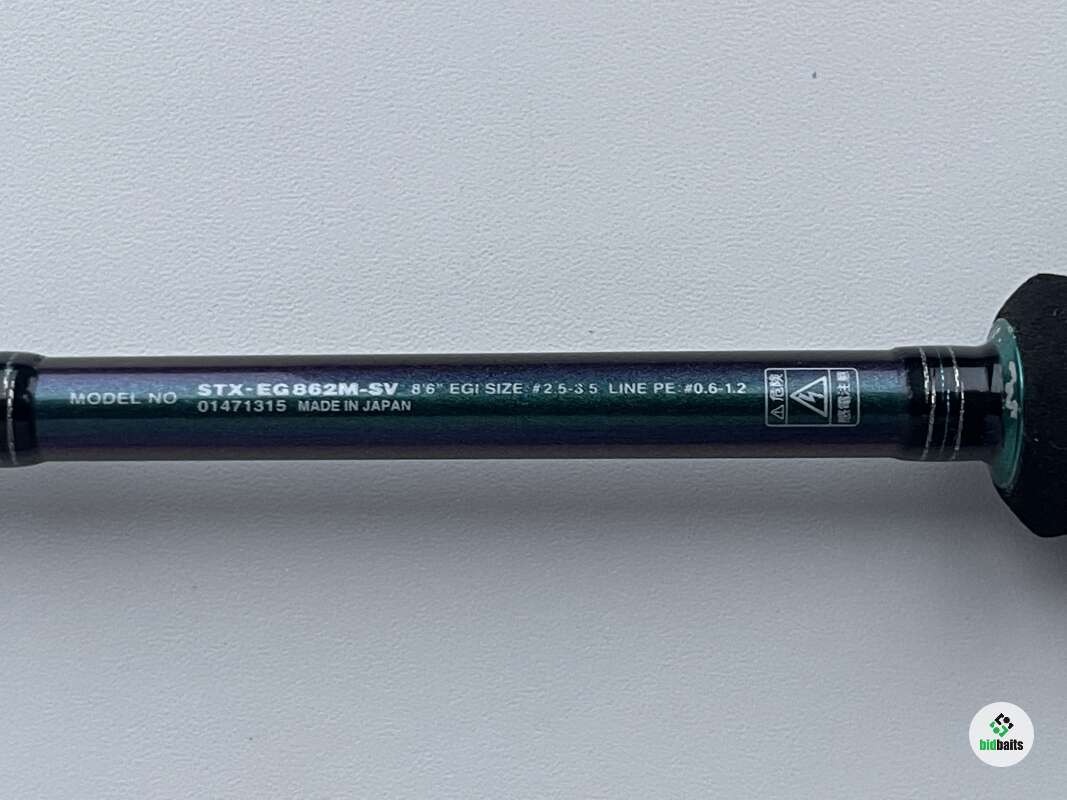 MODEL NO STX-EG862M-SV 8'6" EGI SIZE #2.5-3.5 LINE PE #0.6-1.2
01471315 MADE IN JAPAN
⚠危険
感電注意
bidbaits